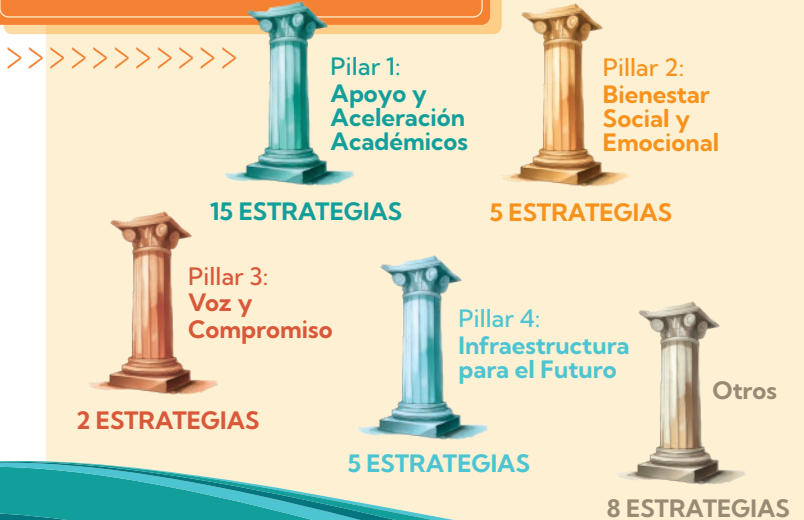 Pilar 1:
Apoyo y
Aceleración
Académicos
15 ESTRATEGIAS
Pillar 2:
Bienestar
Social y
Emocional
5 ESTRATEGIAS
Pillar 3:
Voz y
Compromiso
2 ESTRATEGIAS
Pillar 4:
Infraestructura
para el Futuro
5 ESTRATEGIAS
Otros
8 ESTRATEGIAS